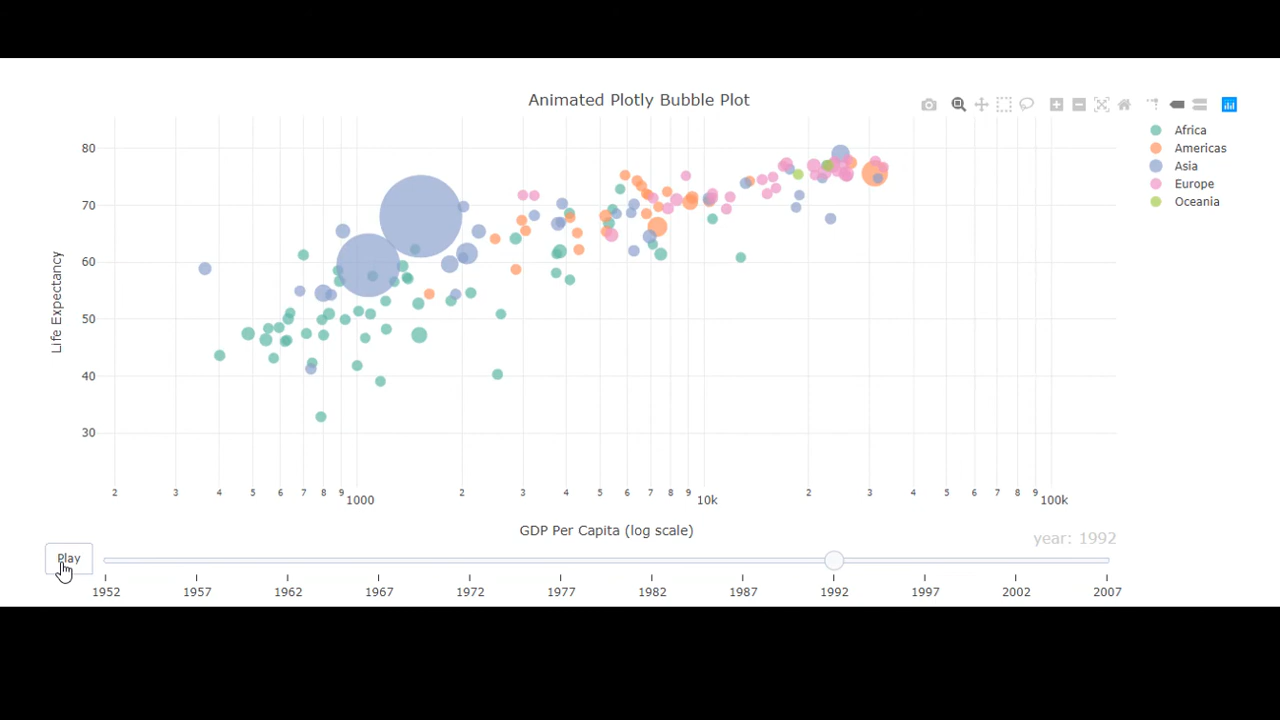 Animated Plotly Bubble Plot
Africa
Americas
Asia
Europe
Oceania
80
70
60
50
40
30
Life Expectancy
2 3 4 5 6 7 8 9 1000 2 3 4 5 6 7 8 9 10k 2 3 4 5 6 7 8 9 100k
GDP Per Capita (log scale)
year: 1992
Play
1952 1957 1962 1967 1972 1977 1982 1987 1992 1997 2002 2007